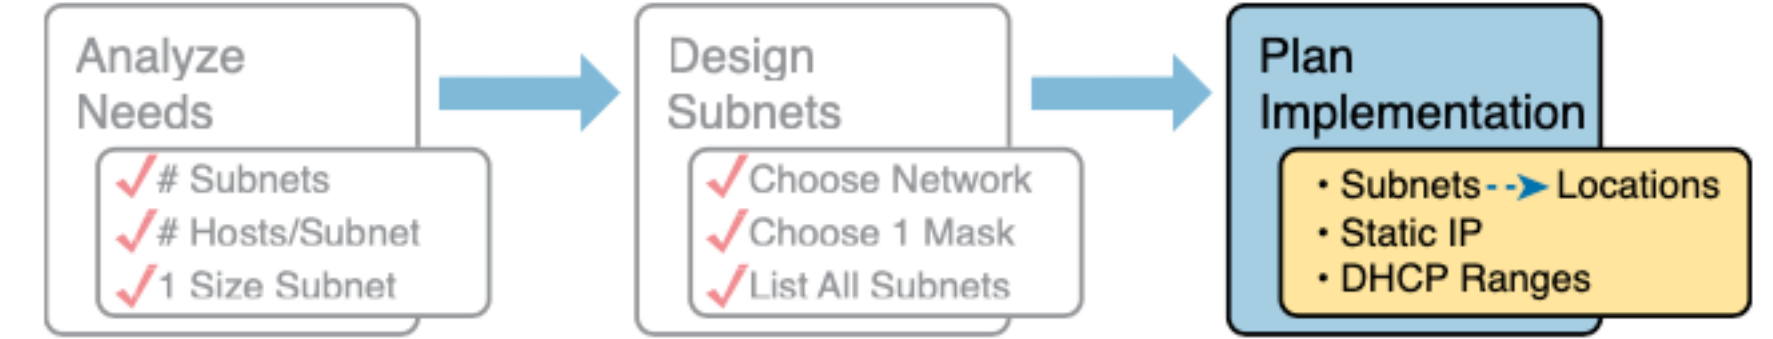 Analyze
Needs
# Subnets
# Hosts/Subnet
1 Size Subnet
Design
Subnets
Choose Network
Choose 1 Mask
List All Subnets
Plan
Implementation
• Subnets Locations
• Static IP
• DHCP Ranges